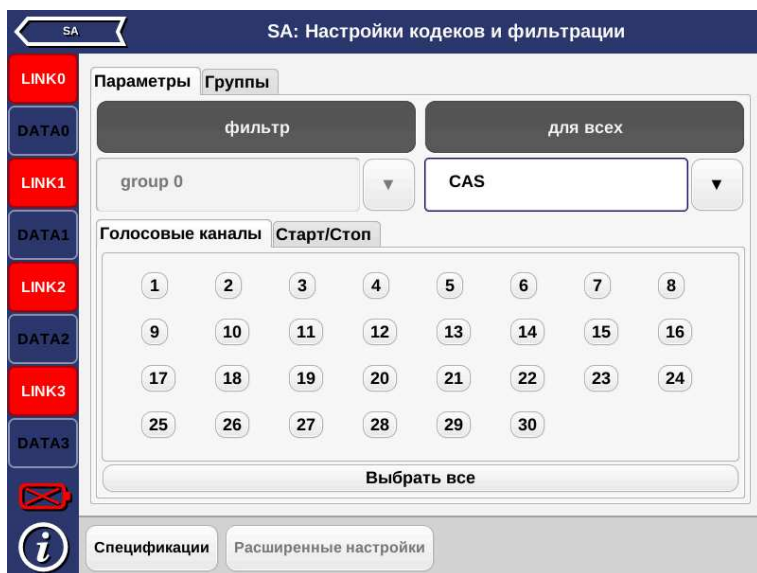 SA
SA: Настройки кодеков и фильтрации
LINK0
DATA0
LINK1
DATA1
LINK2
DATA2
LINK3
DATA3
Параметры Группы
фильтр для всех
group 0 CAS
Голосовые каналы Старт/Стоп
1 2 3 4 5 6 7 8
9 10 11 12 13 14 15 16
17 18 19 20 21 22 23 24
25 26 27 28 29 30
Выбрать все
i
Спецификации Расширенные настройки